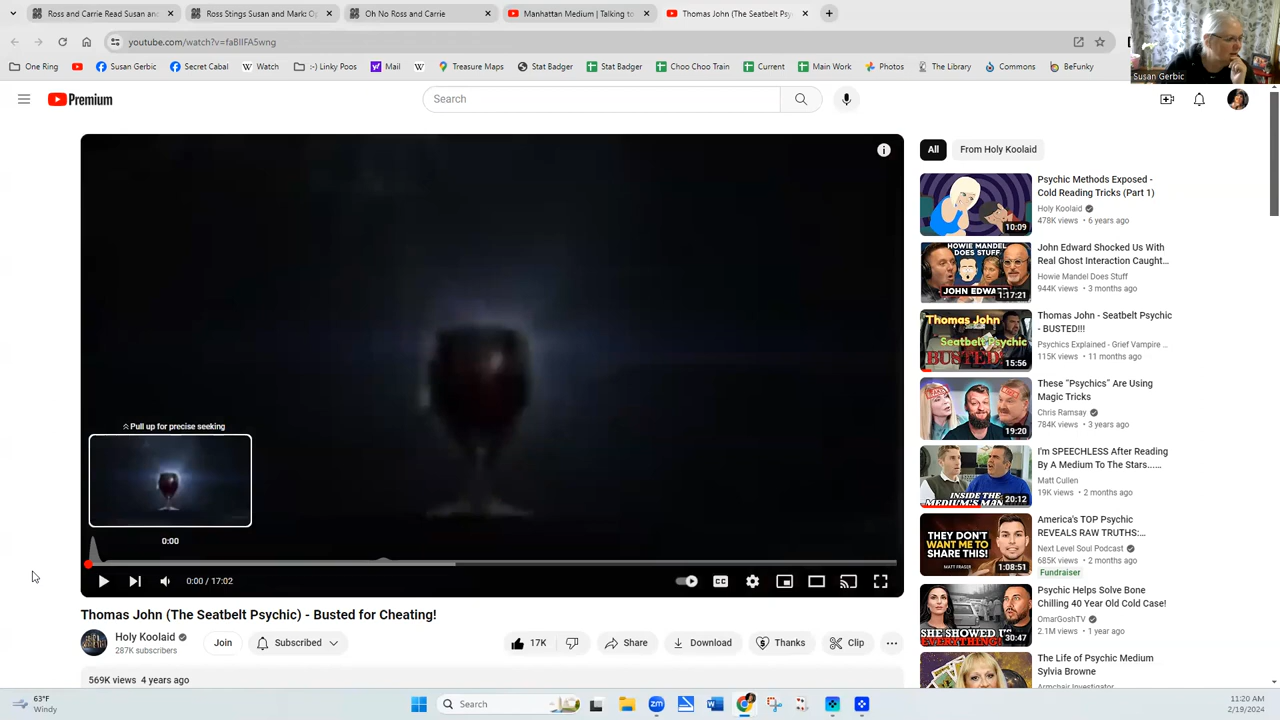 Ross Stings Susan and
Ross Stings Susan and Mark: O
Oh No Ross and Carrie
Manhattan Medium | Talking to
Thomas John (The Seatbelt Psy
youtube.com/watch?v=faBIIFA5wng
One Ring
Susan Gerbic
Secret Cabal
Watch
:-) Linky Poos
Mail
Treasure Maps
Stat Badger
Stat Badger
Choo Choo Train
Current
Main Work
Photos
The Library
Commons
BeFunky
Susan Gerbic
Premium
Search
All
From Holy Koolaid
Psychic Methods Exposed -
Cold Reading Tricks (Part 1)
Holy Koolaid
478K views • 6 years ago
10:09
HOWIE MANDEL
DOES STUFF
JOHN EDWARD
1:17:21
John Edward Shocked Us With
Real Ghost Interaction Caught...
Howie Mandel Does Stuff
944K views • 3 months ago
Thomas John
Seatbelt Psychic
BUSTED!!!
15:56
Thomas John - Seatbelt Psychic
- BUSTED!!!
Psychics Explained - Grief Vampire ...
115K views • 11 months ago
19:20
These “Psychics” Are Using
Magic Tricks
Chris Ramsay
784K views • 3 years ago
INSIDE THE
20:12
I'm SPEECHLESS After Reading
By A Medium To The Stars......
Matt Cullen
19K views • 2 months ago
THEY DON'T
WANT ME TO
SHARE THIS!
MATT FRASER
1:08:51
America's TOP Psychic
REVEALS RAW TRUTHS:...
Next Level Soul Podcast
685K views • 2 months ago
Fundraiser
SHE SHOWED US
EVERYTHING!
30:47
Psychic Helps Solve Bone
Chilling 40 Year Old Cold Case!
OmarGoshTV
2.1M views • 1 year ago
The Life of Psychic Medium
Sylvia Browne
Armchair Investigator
Pull up for precise seeking
0:00
0:00 / 17:02
Thomas John (The Seatbelt Psychic) - Busted for Cheating!
Holy Koolaid
287K subscribers
Join
17K
Share
Download
Thanks
Clip
569K views 4 years ago
63°F
Windy
Search
11:20 AM
2/19/2024